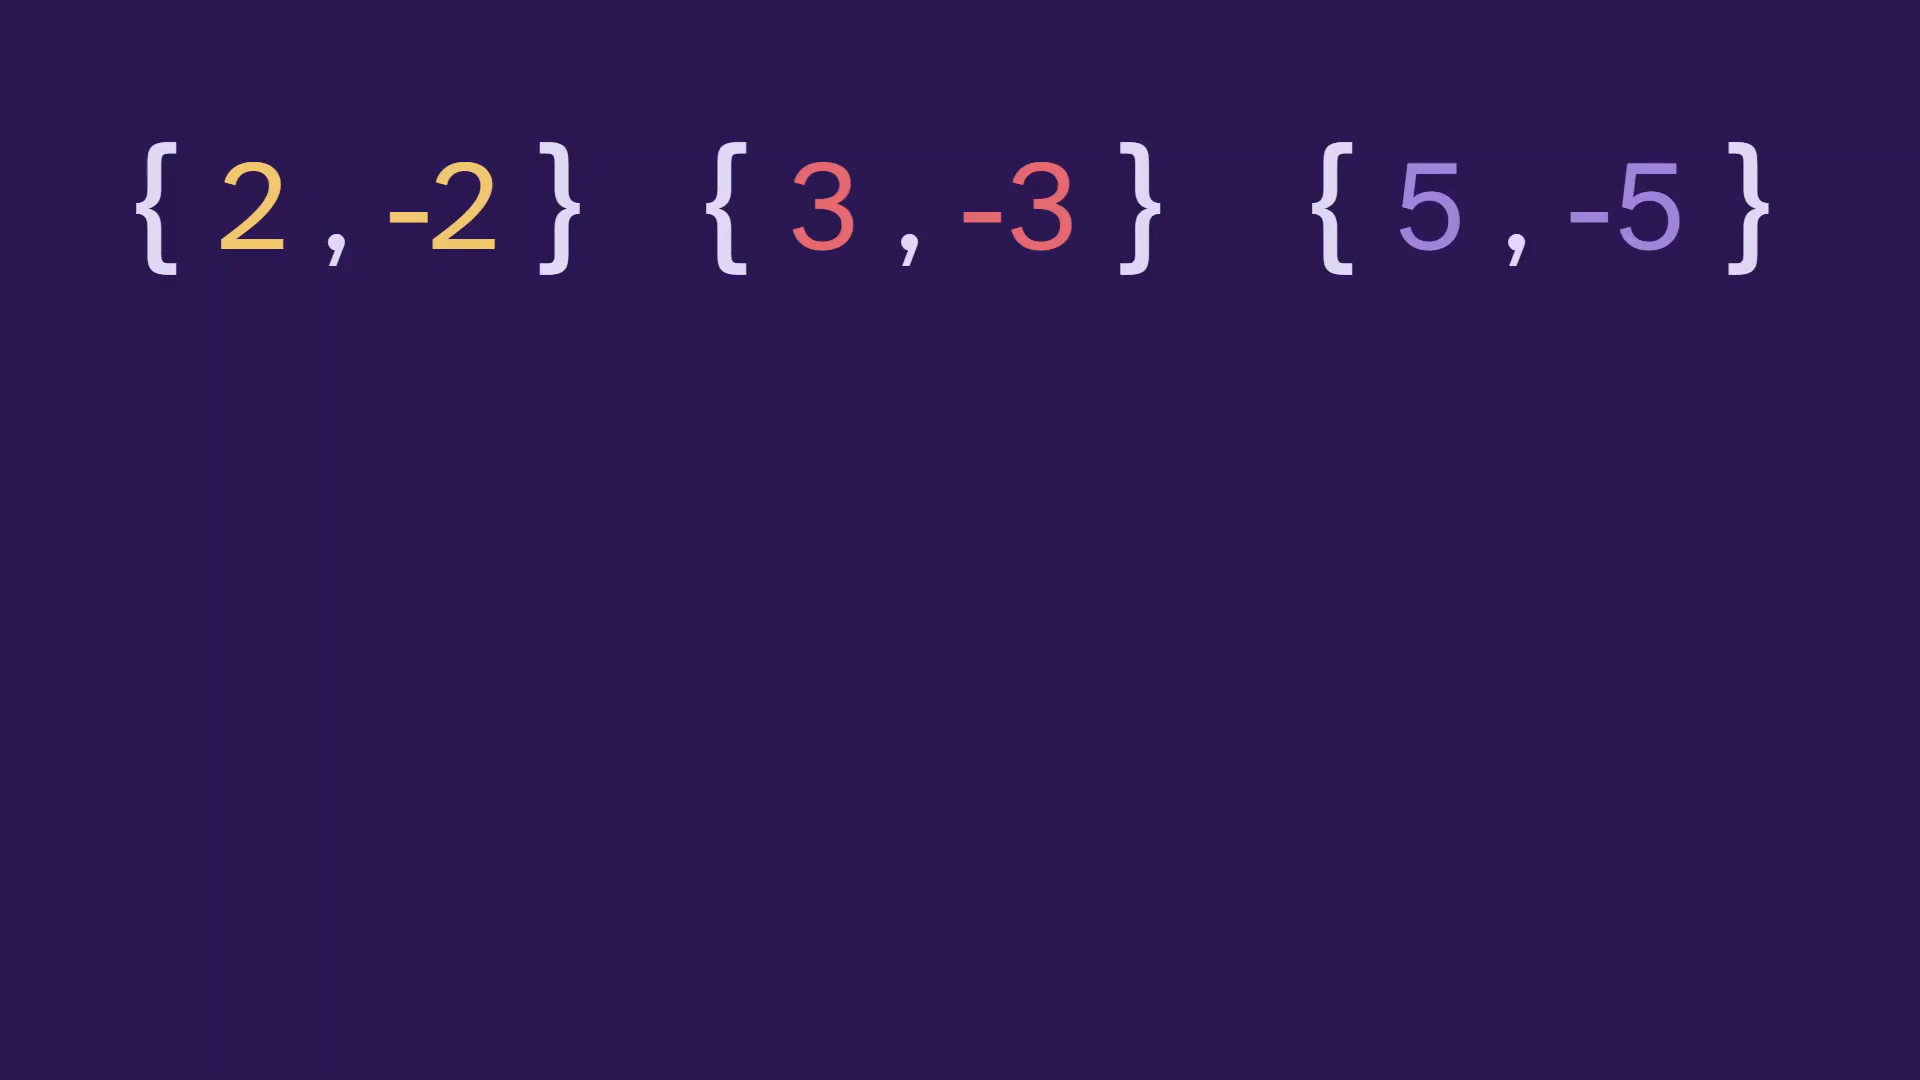 { 2 , -2 } { 3 , -3 } { 5 , -5 }